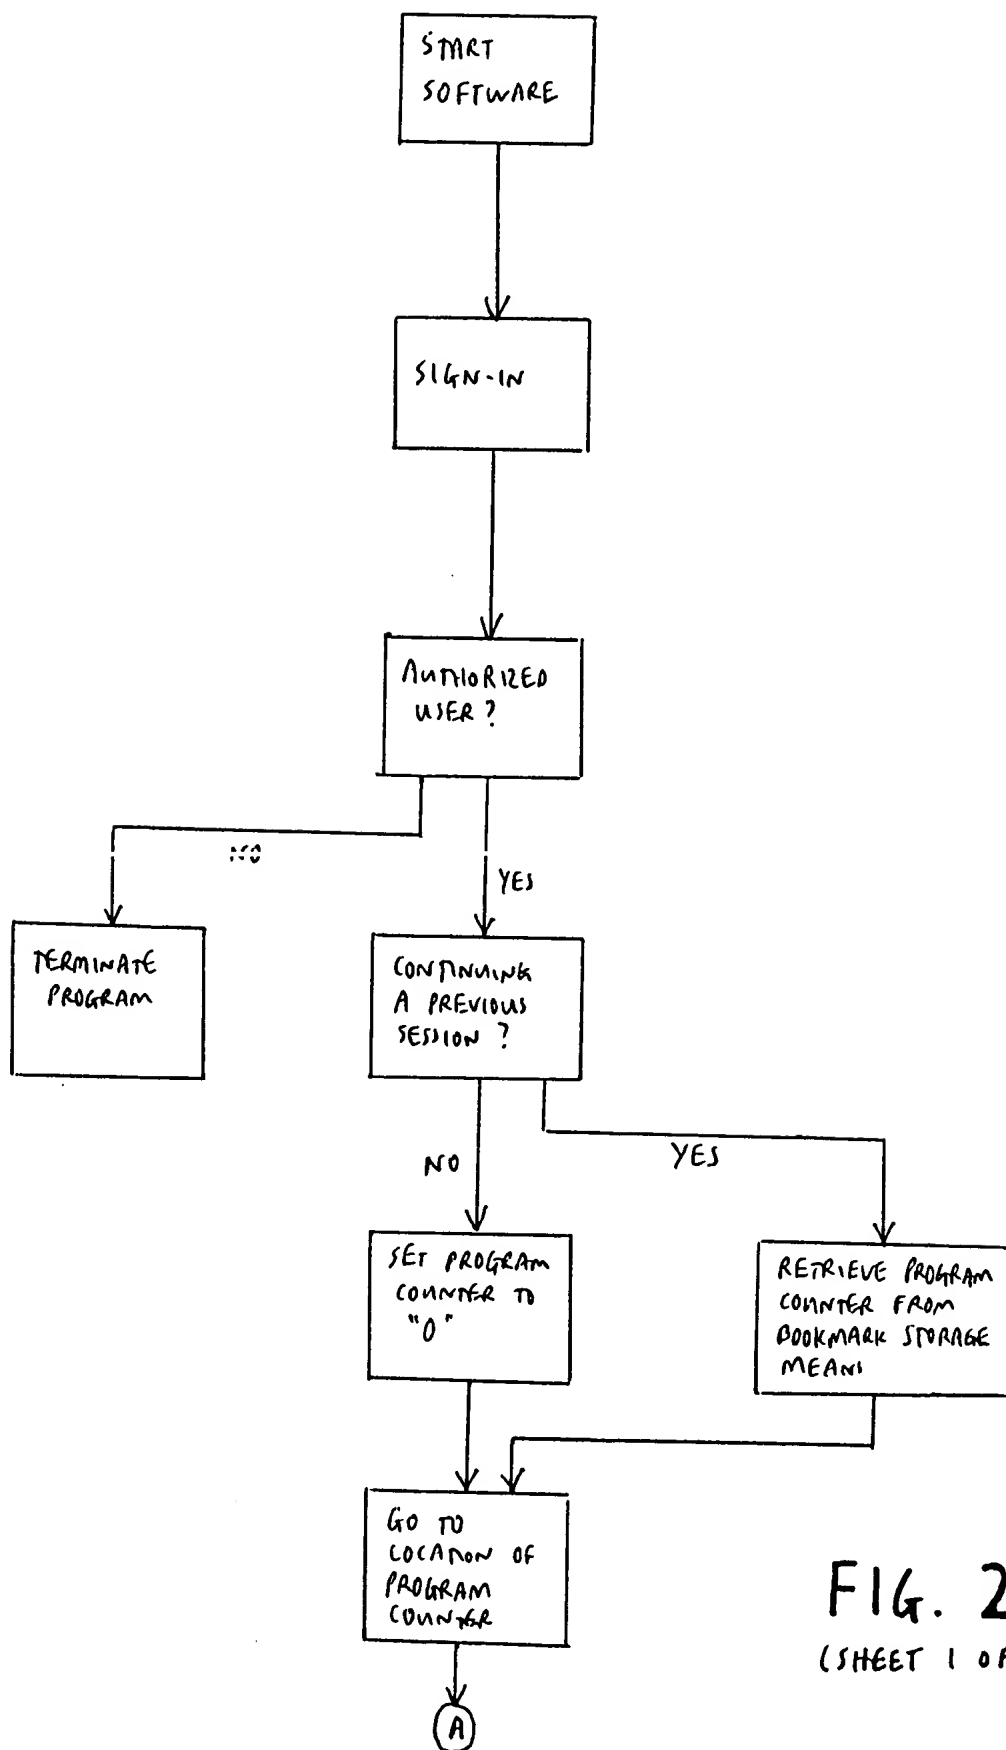 START
SOFTWARE
SIGN-IN
AUTHORIZED
USER?
NO
YES
TERMINATE
PROGRAM
CONTINUING
A PREVIOUS
SESSION?
NO
YES
SET PROGRAM
COUNTER TO
"0"
RETRIEVE PROGRAM
COUNTER FROM
BOOKMARK STORAGE
MEANS
GO TO
LOCATION OF
PROGRAM
COUNTER
FIG. 2
(SHEET 1 OF
A